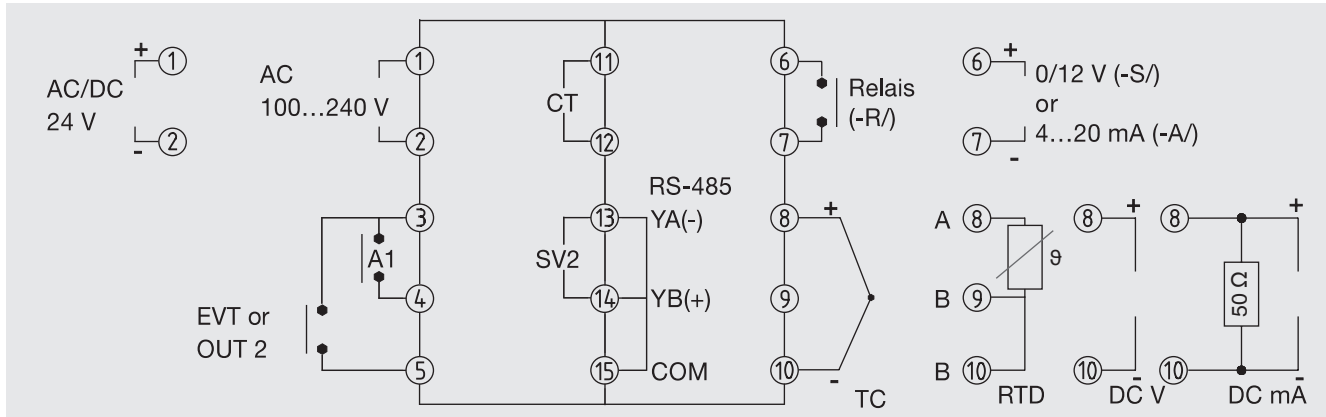 + 1
AC/DC
24 V
- 2
AC
100...240 V
1
2
11
CT
12
6
7
Relais
(-R/)
6 +
0/12 V (-S/)
or
4...20 mA (-A/)
7 -
3
A1
4
EVT or
OUT 2
5
RS-485
13 YA(-)
SV2
14 YB(+)
15 COM
8 +
9
10 -
TC
A 8
ϑ
B 9
B 10
RTD
8 +
10 -
DC V
8 +
50 Ω
10 -
DC mA